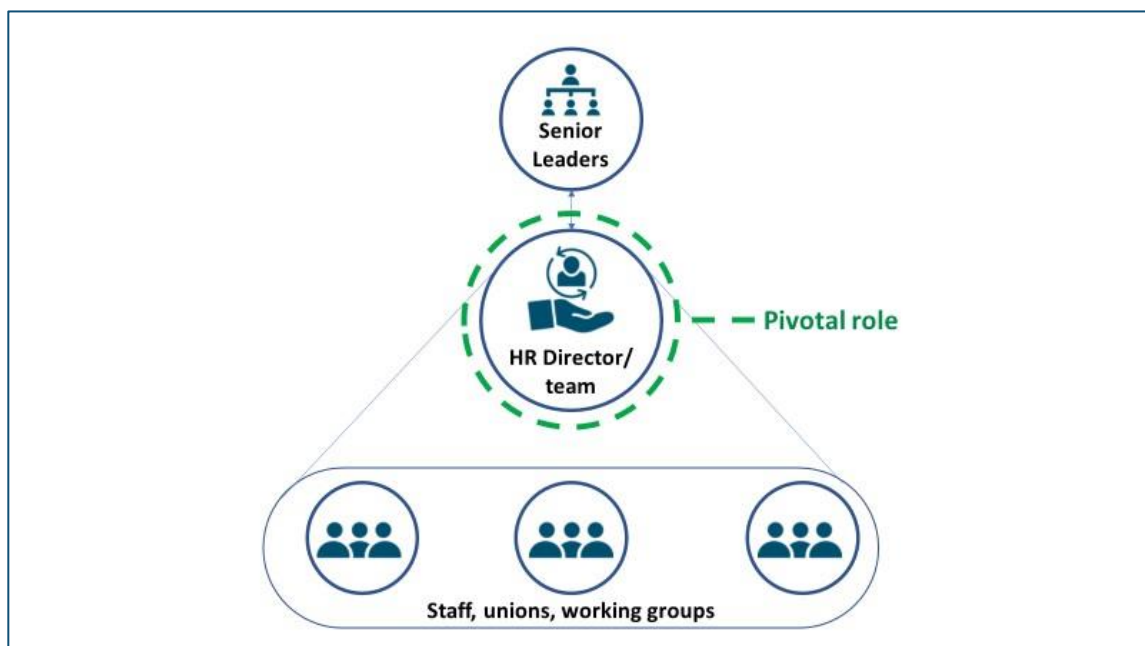 Senior
Leaders
HR Director/
team
Pivotal role
Staff, unions, working groups